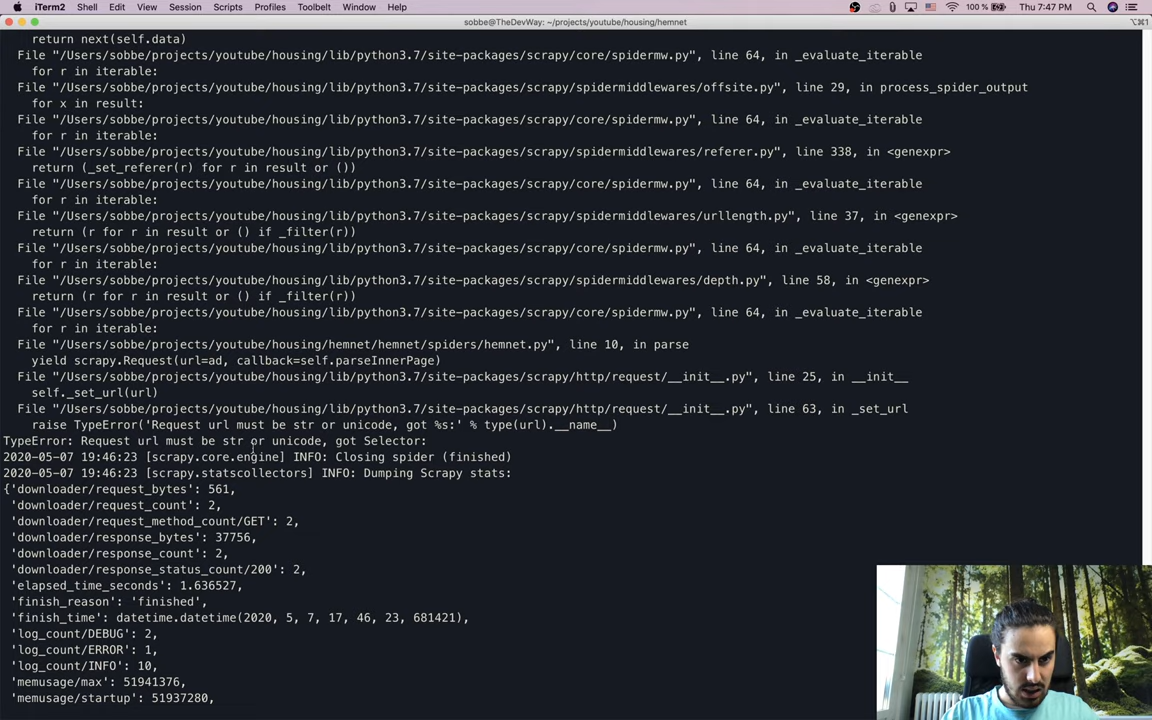 iTerm2 Shell Edit View Session Scripts Profiles Toolbelt Window Help 100 % Thu 7:47 PM
sobbe@TheDevWay: ~/projects/youtube/housing/hemnet ⌥⌘1
return next(self.data)
File "/Users/sobbe/projects/youtube/housing/lib/python3.7/site-packages/scrapy/core/spidermw.py", line 64, in _evaluate_iterable
for r in iterable:
File "/Users/sobbe/projects/youtube/housing/lib/python3.7/site-packages/scrapy/spidermiddlewares/offsite.py", line 29, in process_spider_output
for x in result:
File "/Users/sobbe/projects/youtube/housing/lib/python3.7/site-packages/scrapy/core/spidermw.py", line 64, in _evaluate_iterable
for r in iterable:
File "/Users/sobbe/projects/youtube/housing/lib/python3.7/site-packages/scrapy/spidermiddlewares/referer.py", line 338, in <genexpr>
return (_set_referer(r) for r in result or ())
File "/Users/sobbe/projects/youtube/housing/lib/python3.7/site-packages/scrapy/core/spidermw.py", line 64, in _evaluate_iterable
for r in iterable:
File "/Users/sobbe/projects/youtube/housing/lib/python3.7/site-packages/scrapy/spidermiddlewares/urllength.py", line 37, in <genexpr>
return (r for r in result or () if _filter(r))
File "/Users/sobbe/projects/youtube/housing/lib/python3.7/site-packages/scrapy/core/spidermw.py", line 64, in _evaluate_iterable
for r in iterable:
File "/Users/sobbe/projects/youtube/housing/lib/python3.7/site-packages/scrapy/spidermiddlewares/depth.py", line 58, in <genexpr>
return (r for r in result or () if _filter(r))
File "/Users/sobbe/projects/youtube/housing/lib/python3.7/site-packages/scrapy/core/spidermw.py", line 64, in _evaluate_iterable
for r in iterable:
File "/Users/sobbe/projects/youtube/housing/hemnet/hemnet/spiders/hemnet.py", line 10, in parse
yield scrapy.Request(url=ad, callback=self.parseInnerPage)
File "/Users/sobbe/projects/youtube/housing/lib/python3.7/site-packages/scrapy/http/request/__init__.py", line 25, in __init__
self._set_url(url)
File "/Users/sobbe/projects/youtube/housing/lib/python3.7/site-packages/scrapy/http/request/__init__.py", line 63, in _set_url
raise TypeError('Request url must be str or unicode, got %s:' % type(url).__name__)
TypeError: Request url must be str or unicode, got Selector:
2020-05-07 19:46:23 [scrapy.core.engine] INFO: Closing spider (finished)
2020-05-07 19:46:23 [scrapy.statscollectors] INFO: Dumping Scrapy stats:
{'downloader/request_bytes': 561,
'downloader/request_count': 2,
'downloader/request_method_count/GET': 2,
'downloader/response_bytes': 37756,
'downloader/response_count': 2,
'downloader/response_status_count/200': 2,
'elapsed_time_seconds': 1.636527,
'finish_reason': 'finished',
'finish_time': datetime.datetime(2020, 5, 7, 17, 46, 23, 681421),
'log_count/DEBUG': 2,
'log_count/ERROR': 1,
'log_count/INFO': 10,
'memusage/max': 51941376,
'memusage/startup': 51937280,